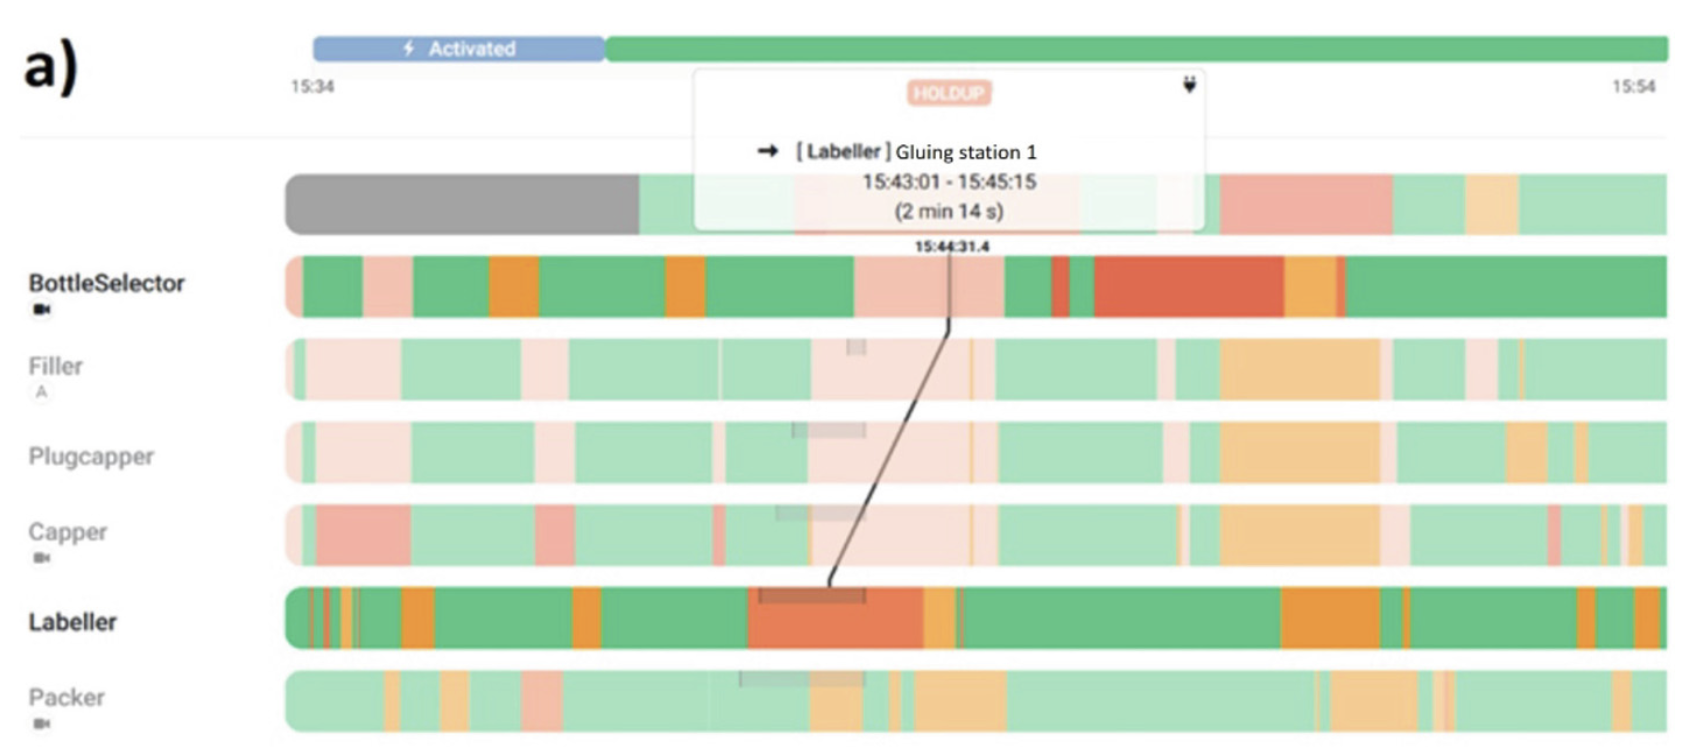 a)
Activated
15:34
15:54
HOLDUP
→ [ Labeller ] Gluing station 1
15:43:01 - 15:45:15
(2 min 14 s)
15:44:31.4
BottleSelector
Filler
A
Plugcapper
Capper
Labeller
Packer